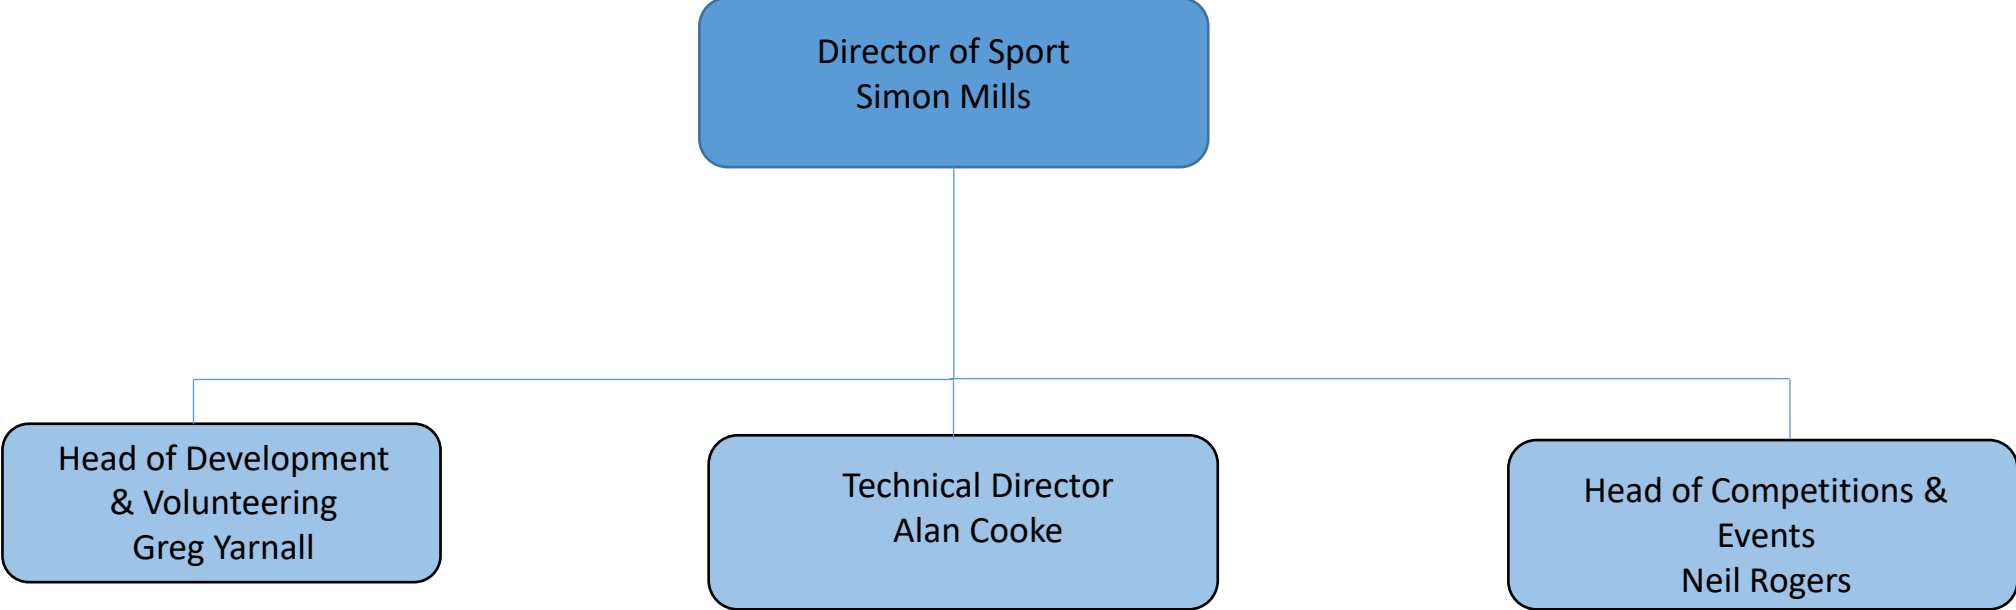 Director of Sport
Simon Mills
Head of Development
& Volunteering
Greg Yarnall
Technical Director
Alan Cooke
Head of Competitions &
Events
Neil Rogers